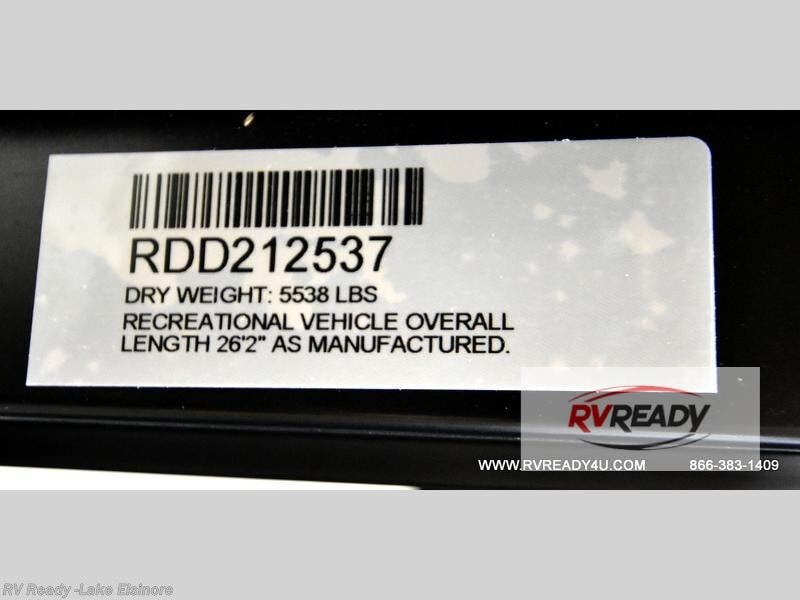 RDD212537
DRY WEIGHT: 5538 LBS
RECREATIONAL VEHICLE OVERALL
LENGTH 26'2" AS MANUFACTURED.
RVREADY
WWW.RVREADY4U.COM 866-383-1409
RV Ready -Lake Elsinore